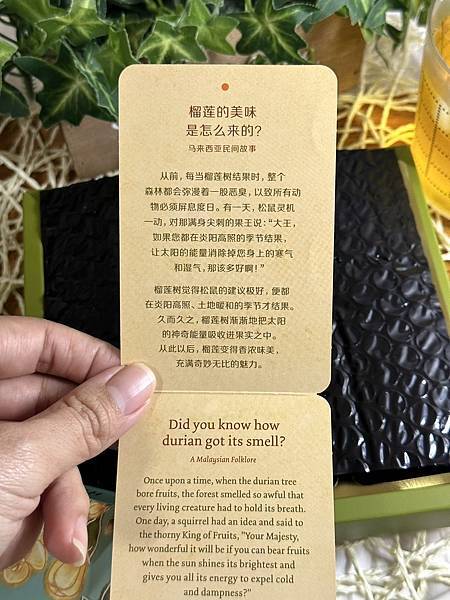 榴莲的美味
是怎么来的？
马来西亚民间故事
从前，每当榴莲树结果时，整个
森林都会弥漫着一股恶臭，以致所有动
物必须屏息度日。有一天，松鼠灵机
一动，对那满身尖刺的果王说：“大王，
如果您都在炎阳高照的季节结果，
让太阳的能量消除掉您身上的寒气
和湿气，那该多好啊！”
榴莲树觉得松鼠的建议极好，便都
在炎阳高照、土地暖和的季节才结果。
久而久之，榴莲树渐渐地把太阳
的神奇能量吸收进果实之中。
从此以后，榴莲变得香浓味美，
充满奇妙无比的魅力。
Did you know how
durian got its smell?
A Malaysian Folklore
Once upon a time, when the durian tree
bore fruits, the forest smelled so awful that
every living creature had to hold its breath.
One day, a squirrel had an idea and said to
the thorny King of Fruits, "Your Majesty,
how wonderful it will be if you can bear fruits
when the sun shines its brightest and
gives you all its energy to expel cold
and dampness?"